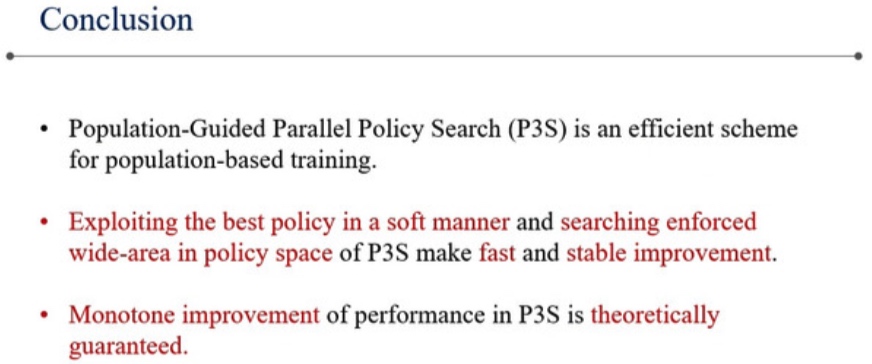 Conclusion
• Population-Guided Parallel Policy Search (P3S) is an efficient scheme
for population-based training.
• Exploiting the best policy in a soft manner and searching enforced
wide-area in policy space of P3S make fast and stable improvement.
• Monotone improvement of performance in P3S is theoretically
guaranteed.